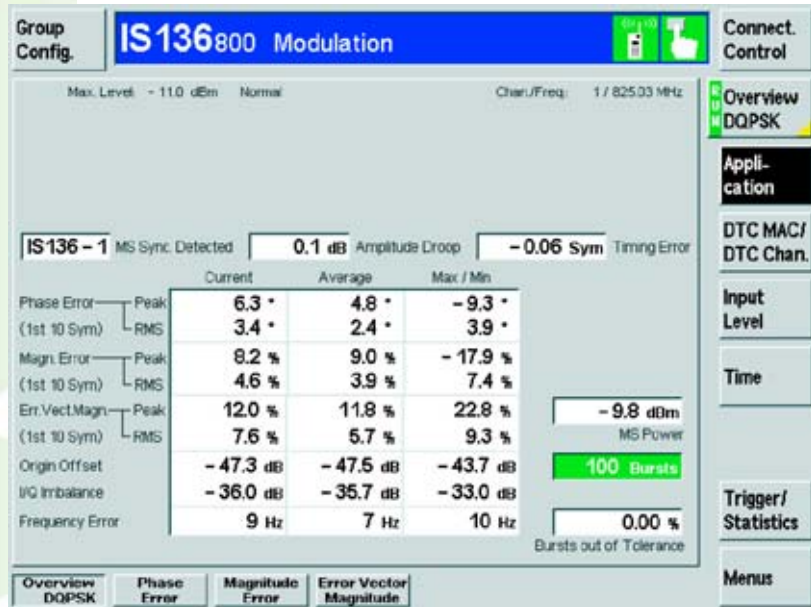 Group
Config.
IS136800 Modulation
Connect.
Control
Max. Level: - 11.0 dBm Normal
Chan./Freq.: 1 / 825.03 MHz
RUN
Overview
DQPSK
Appli-
cation
IS136 - 1 MS Sync. Detected 0.1 dB Amplitude Droop - 0.06 Sym Timing Error
DTC MAC/
DTC Chan.
Current Average Max / Min
Phase Error Peak 6.3 ° 4.8 ° - 9.3 °
(1st 10 Sym) RMS 3.4 ° 2.4 ° 3.9 °
Input
Level
Magn. Error Peak 8.2 % 9.0 % - 17.9 %
(1st 10 Sym) RMS 4.6 % 3.9 % 7.4 %
Time
Err.Vect.Magn. Peak 12.0 % 11.8 % 22.8 % - 9.8 dBm
(1st 10 Sym) RMS 7.6 % 5.7 % 9.3 % MS Power
Origin Offset - 47.3 dB - 47.5 dB - 43.7 dB 100 Bursts
I/Q Imbalance - 36.0 dB - 35.7 dB - 33.0 dB
Frequency Error 9 Hz 7 Hz 10 Hz 0.00 %
Bursts out of Tolerance
Trigger/
Statistics
Overview
DQPSK
Phase
Error
Magnitude
Error
Error Vector
Magnitude
Menus